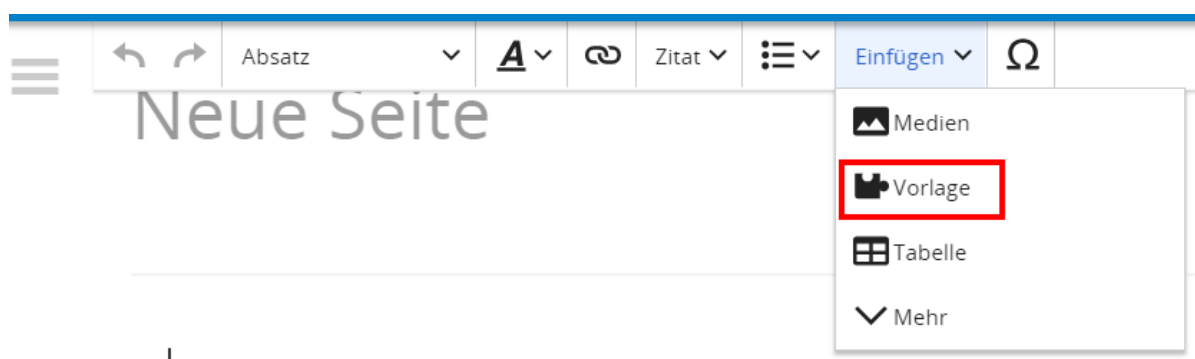 Absatz A Zitat Einfügen Ω
Neue Seite
Medien
Vorlage
Tabelle
Mehr